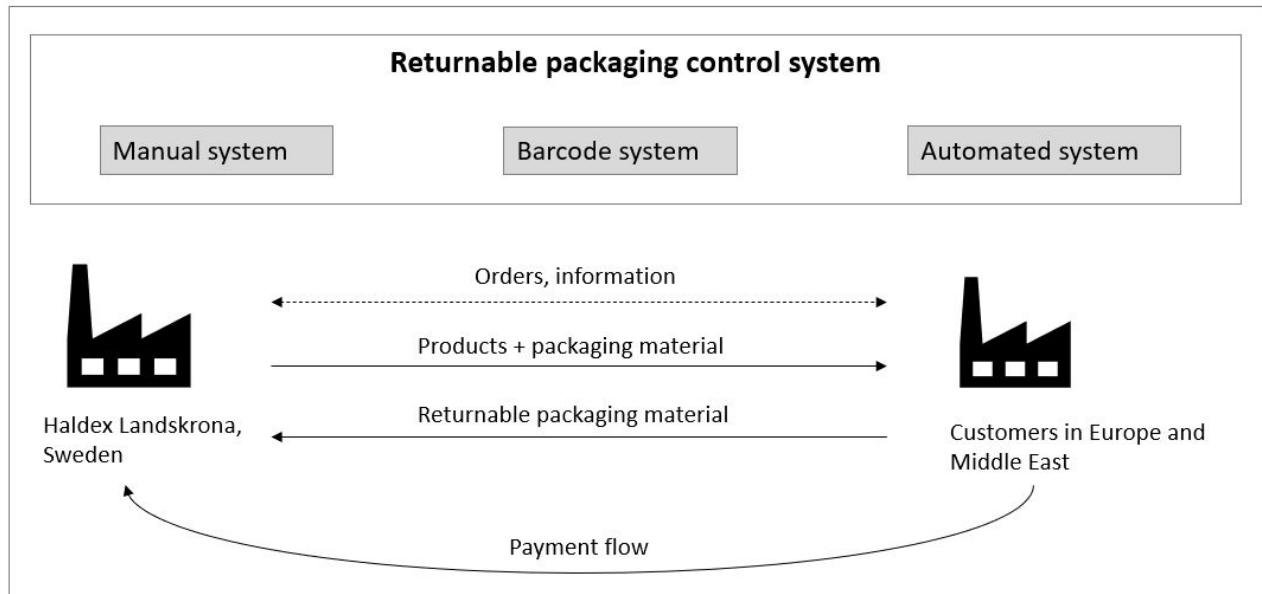 Returnable packaging control system
Manual system
Barcode system
Automated system
Orders, information
Products + packaging material
Returnable packaging material
Haldex Landskrona,
Sweden
Customers in Europe and
Middle East
Payment flow